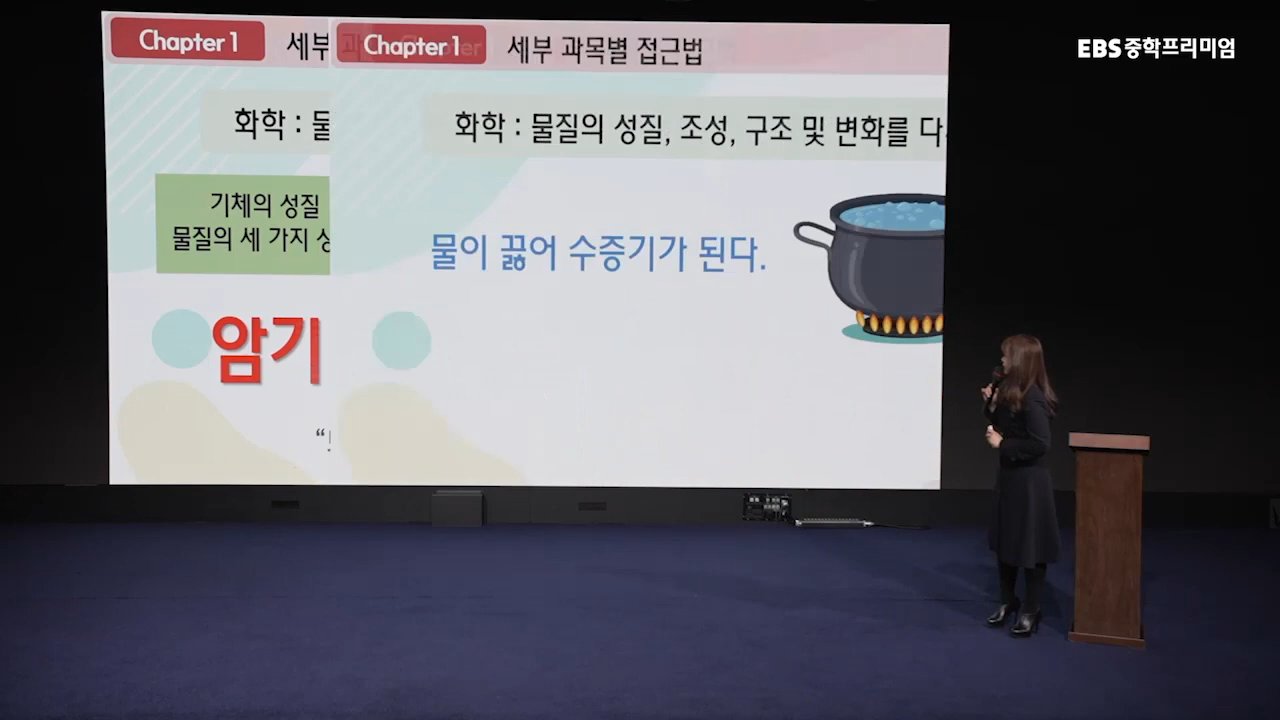 Chapter 1
세부
Chapter 1
세부 과목별 접근법
EBS 중학프리미엄
화학 :
화학 : 물질의 성질, 조성, 구조 및 변화를
기체의 성질
물질의 세 가지
물이 끓어 수증기가 된다.
암기